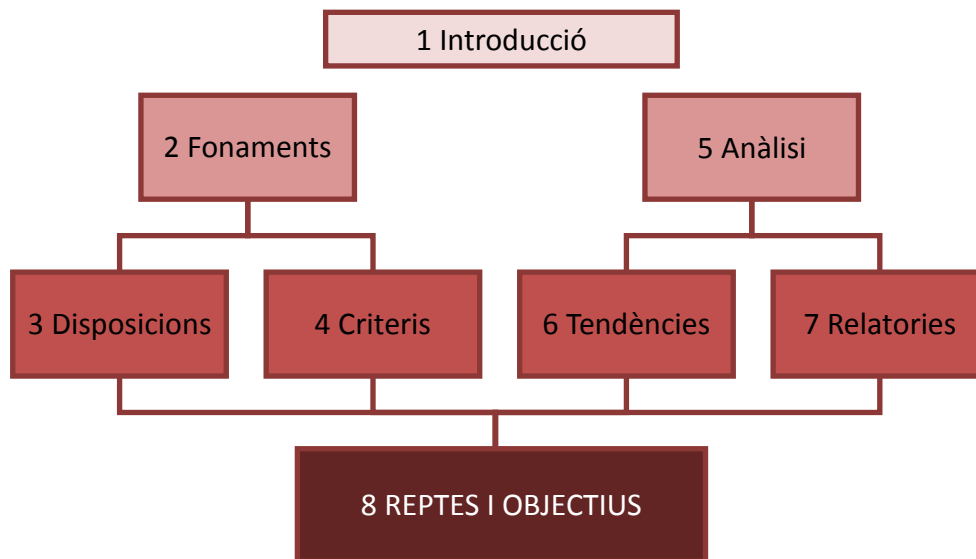 1 Introducció
2 Fonaments
5 Anàlisi
3 Disposicions
4 Criteris
6 Tendències
7 Relatories
8 REPTES I OBJECTIUS